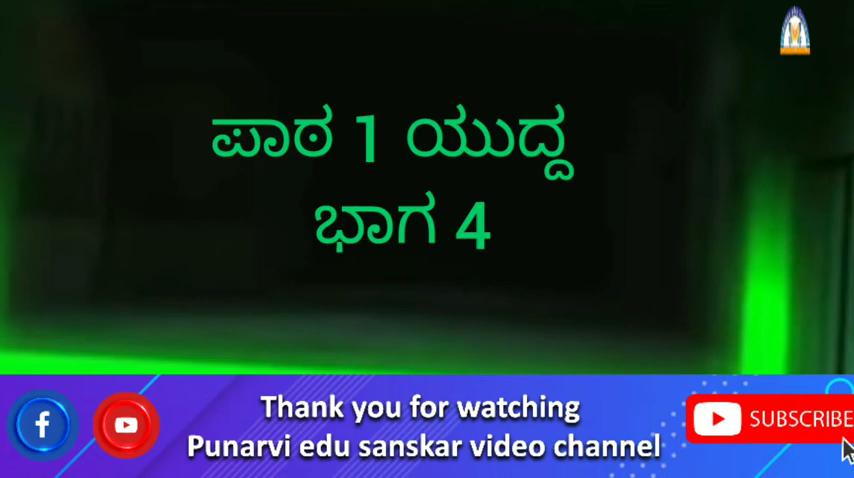 ಪಾಠ 1 ಯುದ್ದ
ಭಾಗ 4
Thank you for watching
Punarvi edu sanskar video channel
SUBSCRIBE